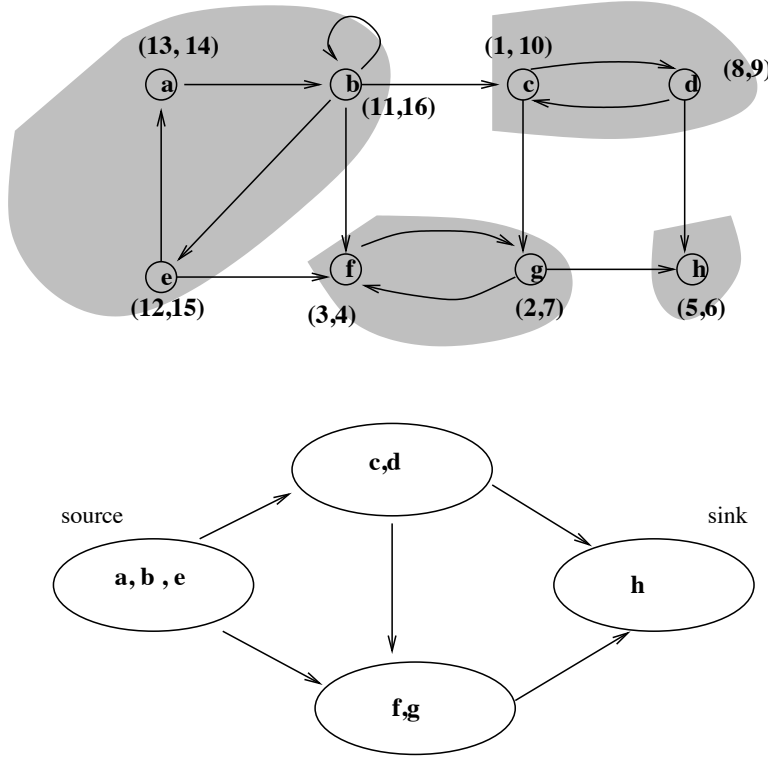 (13, 14)
(1, 10)
(8,9)
a
b
c
d
(11,16)
e
f
g
h
(12,15)
(3,4)
(2,7)
(5,6)
c,d
source
sink
a, b , e
h
f,g